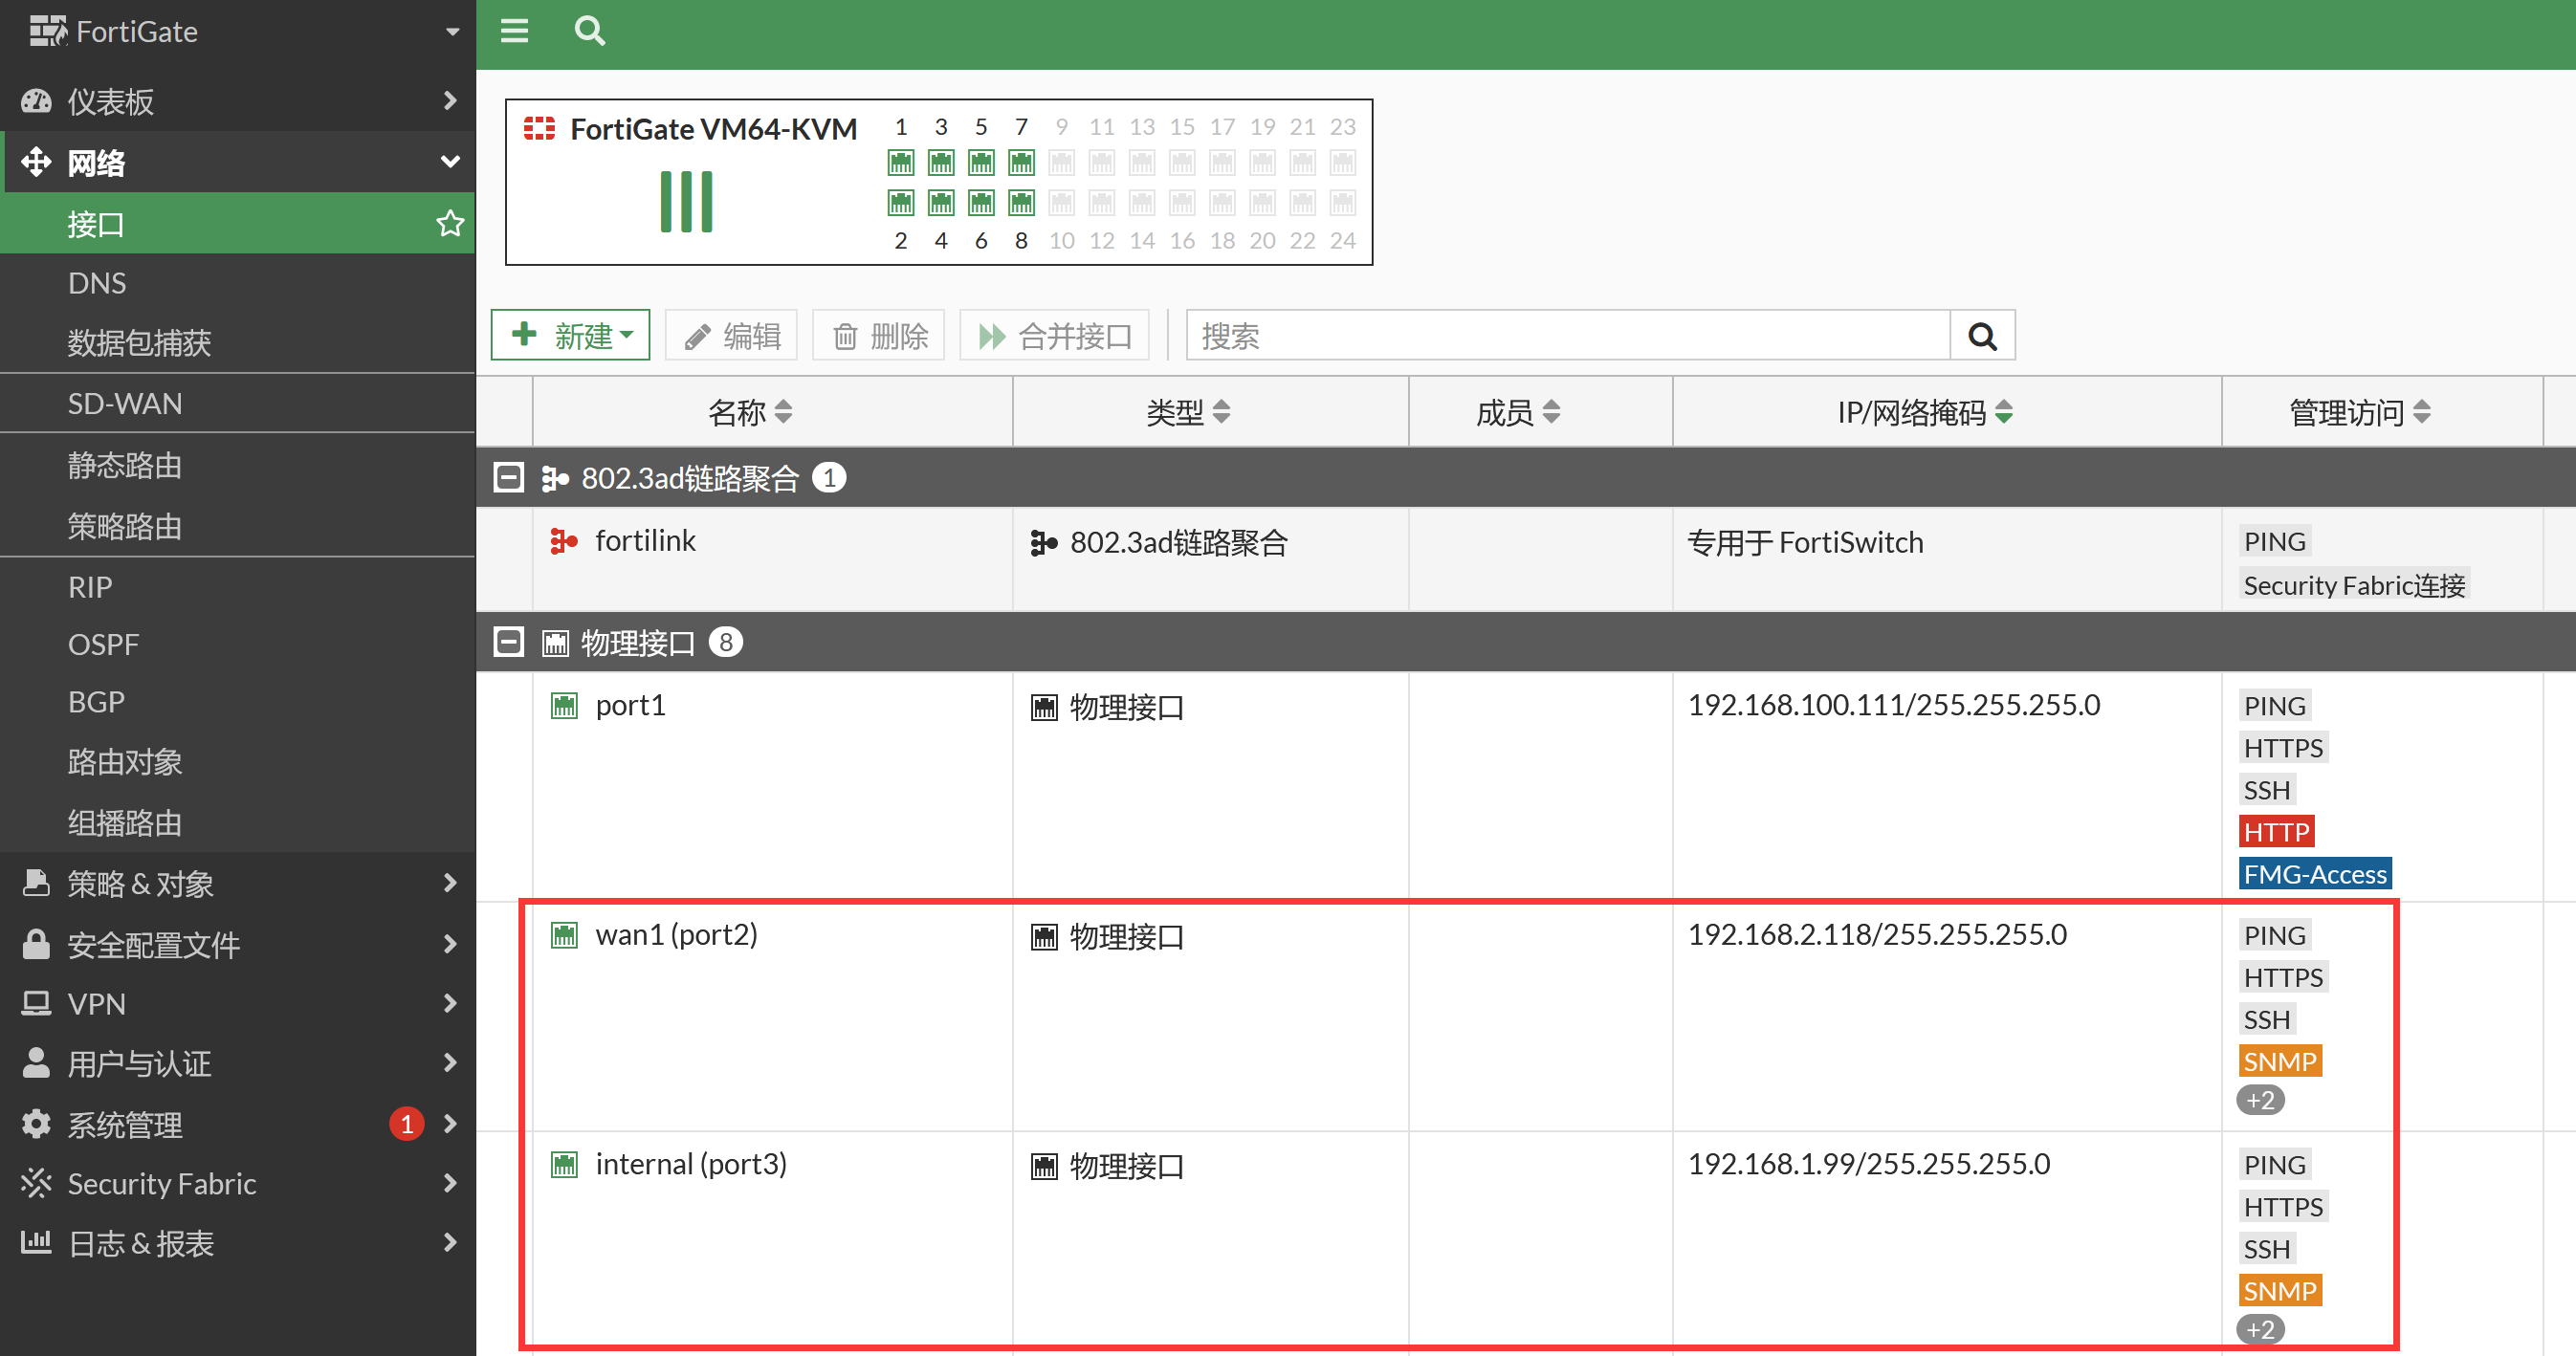 FortiGate
仪表板
网络
接口
DNS
数据包捕获
SD-WAN
静态路由
策略路由
RIP
OSPF
BGP
路由对象
组播路由
策略 & 对象
安全配置文件
VPN
用户与认证
系统管理 1
Security Fabric
日志 & 报表
FortiGate VM64-KVM
1 3 5 7 9 11 13 15 17 19 21 23
2 4 6 8 10 12 14 16 18 20 22 24
新建 编辑 删除 合并接口 搜索
名称 类型 成员 IP/网络掩码 管理访问
802.3ad链路聚合 1
fortilink 802.3ad链路聚合 专用于 FortiSwitch PING
Security Fabric连接
物理接口 8
port1 物理接口 192.168.100.111/255.255.255.0 PING
HTTPS
SSH
HTTP
FMG-Access
wan1 (port2) 物理接口 192.168.2.118/255.255.255.0 PING
HTTPS
SSH
SNMP
+2
internal (port3) 物理接口 192.168.1.99/255.255.255.0 PING
HTTPS
SSH
SNMP
+2